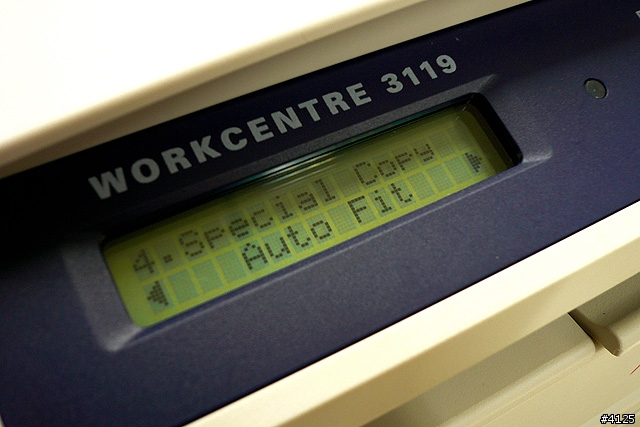 WORKCENTRE 3119
4.Special Copy
Auto Fit
#4125